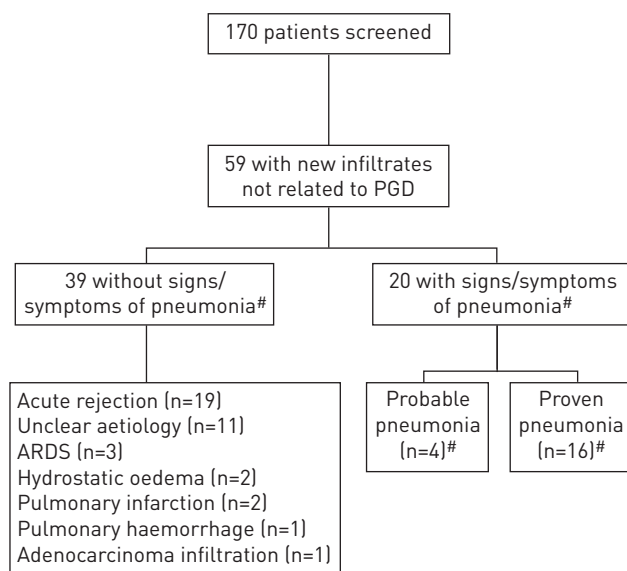 170 patients screened
59 with new infiltrates
not related to PGD
39 without signs/
symptoms of pneumonia#
20 with signs/symptoms
of pneumonia#
Acute rejection (n=19)
Unclear aetiology (n=11)
ARDS (n=3)
Hydrostatic oedema (n=2)
Pulmonary infarction (n=2)
Pulmonary haemorrhage (n=1)
Adenocarcinoma infiltration (n=1)
Probable
pneumonia
(n=4)#
Proven
pneumonia
(n=16)#